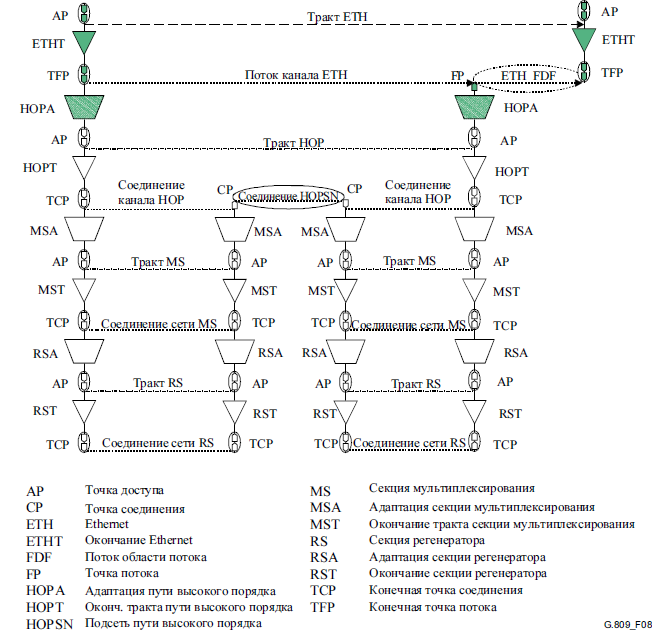 AP Тракт ETH AP
ETHT ETHT
TFP Поток канала ETH FP ETH_FDF TFP
HOPA HOPA
AP Тракт HOP AP
HOPT HOPT
TCP Соединение канала HOP CP Соединение HOPSN CP Соединение канала HOP TCP
MSA MSA MSA MSA
AP Тракт MS AP AP Тракт MS AP
MST MST MST MST
TCP Соединение сети MS TCP TCP Соединение сети MS TCP
RSA RSA RSA RSA
AP Тракт RS AP AP Тракт RS AP
RST RST RST RST
TCP Соединение сети RS TCP TCP Соединение сети RS TCP
AP Точка доступа
CP Точка соединения
ETH Ethernet
ETHT Окончание Ethernet
FDF Поток области потока
FP Точка потока
HOPA Адаптация пути высокого порядка
HOPT Оконч. тракта пути высокого порядка
HOPSN Подсеть пути высокого порядка
MS Секция мультиплексирования
MSA Адаптация секции мультиплексирования
MST Окончание тракта секции мультиплексирования
RS Секция регенератора
RSA Адаптация секции регенератора
RST Окончание секции регенератора
TCP Конечная точка соединения
TFP Конечная точка потока
G.809_F08